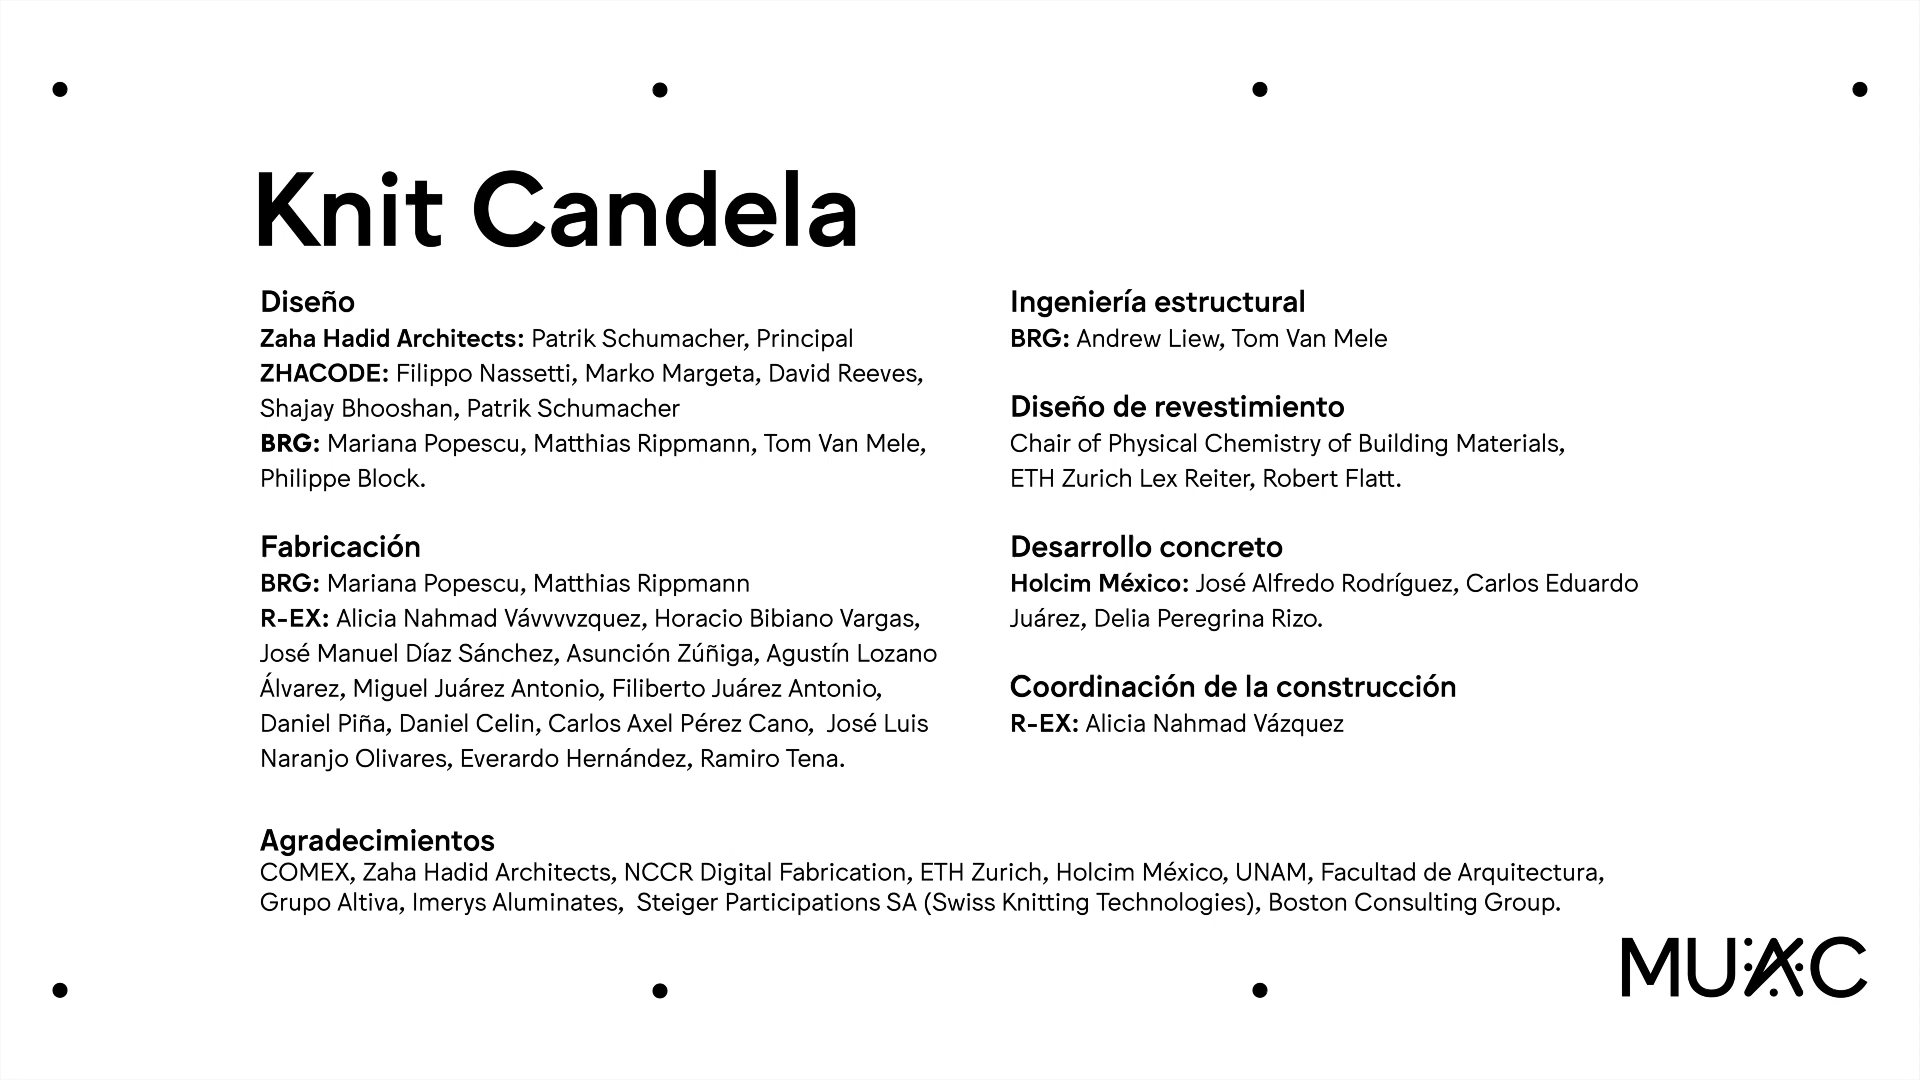 Knit Candela
Diseño
Zaha Hadid Architects: Patrik Schumacher, Principal
ZHACODE: Filippo Nassetti, Marko Margeta, David Reeves,
Shajay Bhooshan, Patrik Schumacher
BRG: Mariana Popescu, Matthias Rippmann, Tom Van Mele,
Philippe Block.
Fabricación
BRG: Mariana Popescu, Matthias Rippmann
R-EX: Alicia Nahmad Vávvvvzquez, Horacio Bibiano Vargas,
José Manuel Díaz Sánchez, Asunción Zúñiga, Agustín Lozano
Álvarez, Miguel Juárez Antonio, Filiberto Juárez Antonio,
Daniel Piña, Daniel Celin, Carlos Axel Pérez Cano, José Luis
Naranjo Olivares, Everardo Hernández, Ramiro Tena.
Ingeniería estructural
BRG: Andrew Liew, Tom Van Mele
Diseño de revestimiento
Chair of Physical Chemistry of Building Materials,
ETH Zurich Lex Reiter, Robert Flatt.
Desarrollo concreto
Holcim México: José Alfredo Rodríguez, Carlos Eduardo
Juárez, Delia Peregrina Rizo.
Coordinación de la construcción
R-EX: Alicia Nahmad Vázquez
Agradecimientos
COMEX, Zaha Hadid Architects, NCCR Digital Fabrication, ETH Zurich, Holcim México, UNAM, Facultad de Arquitectura,
Grupo Altiva, Imerys Aluminates, Steiger Participations SA (Swiss Knitting Technologies), Boston Consulting Group.
MUAC